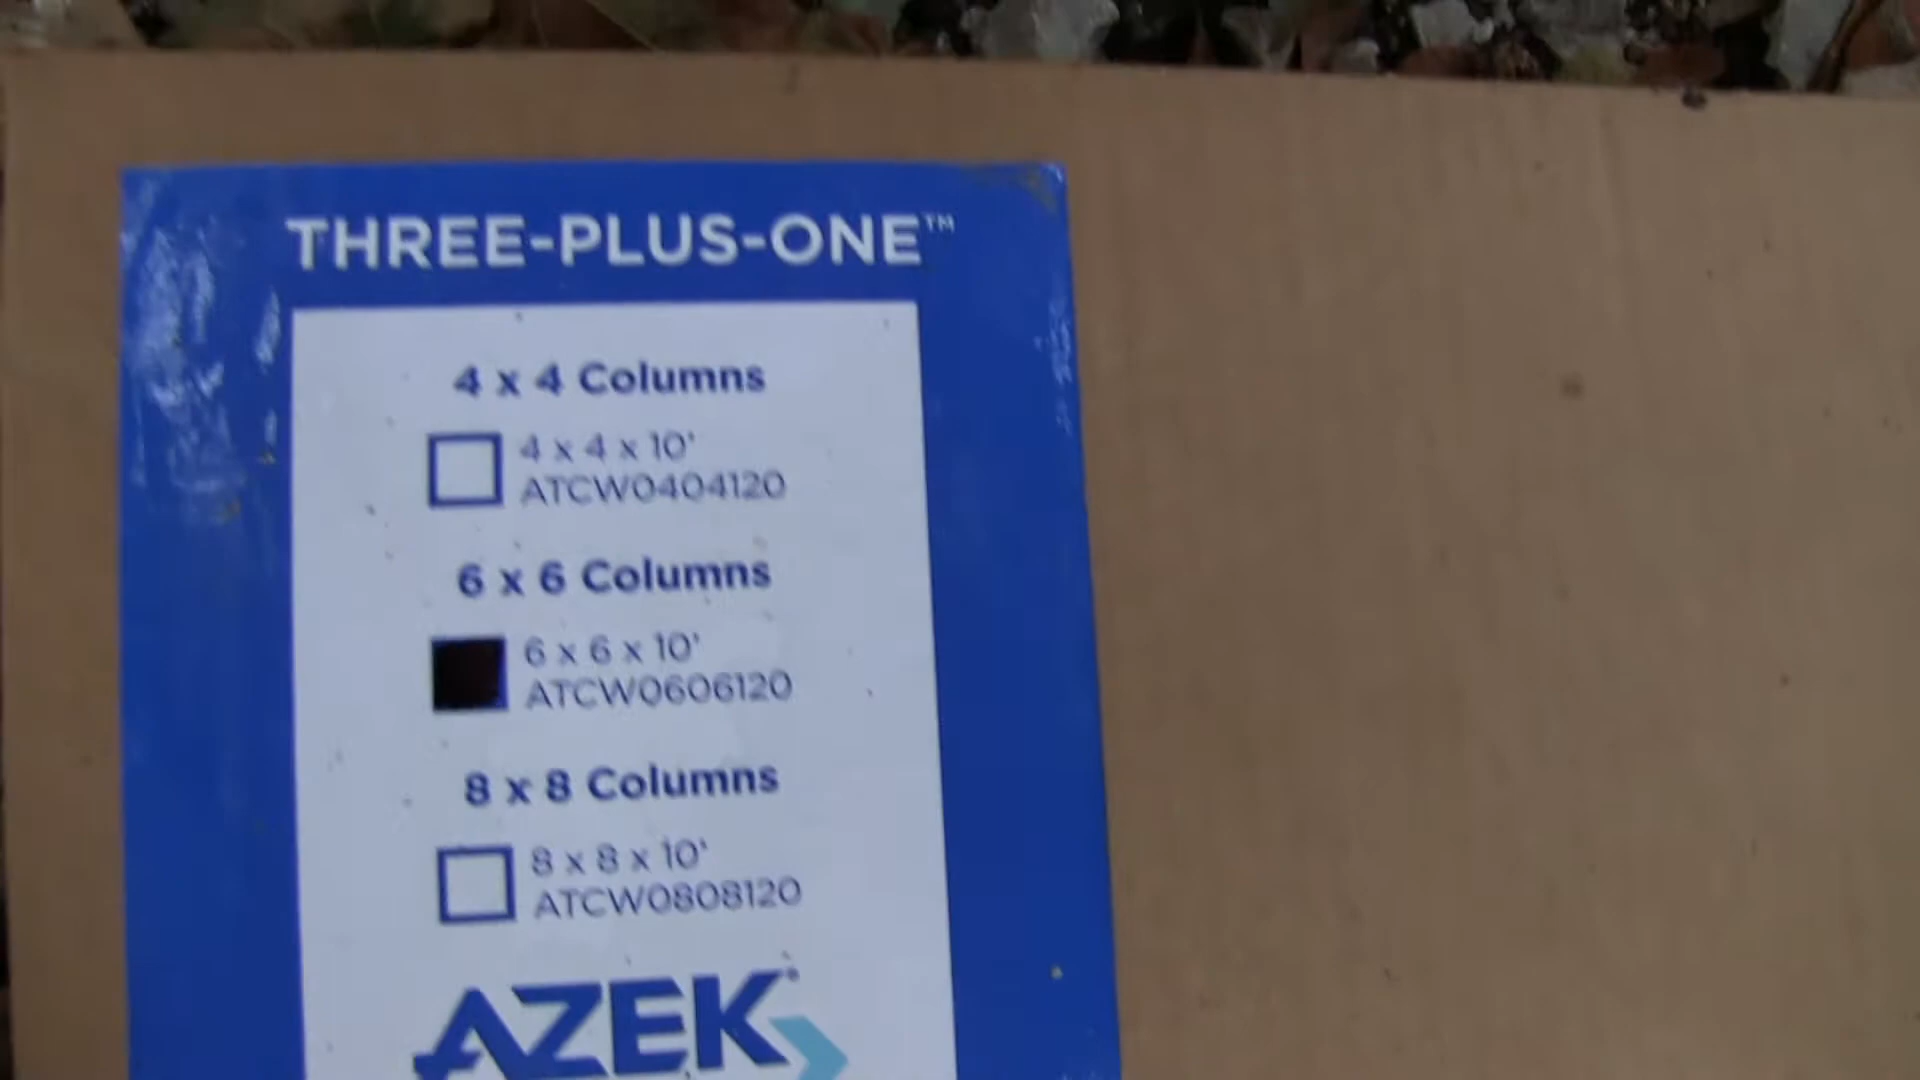 THREE-PLUS-ONE™
4 x 4 Columns
4 x 4 x 10'
ATCW0404120
6 x 6 Columns
6 x 6 x 10'
ATCW0606120
8 x 8 Columns
8 x 8 x 10'
ATCW0808120
AZEK®